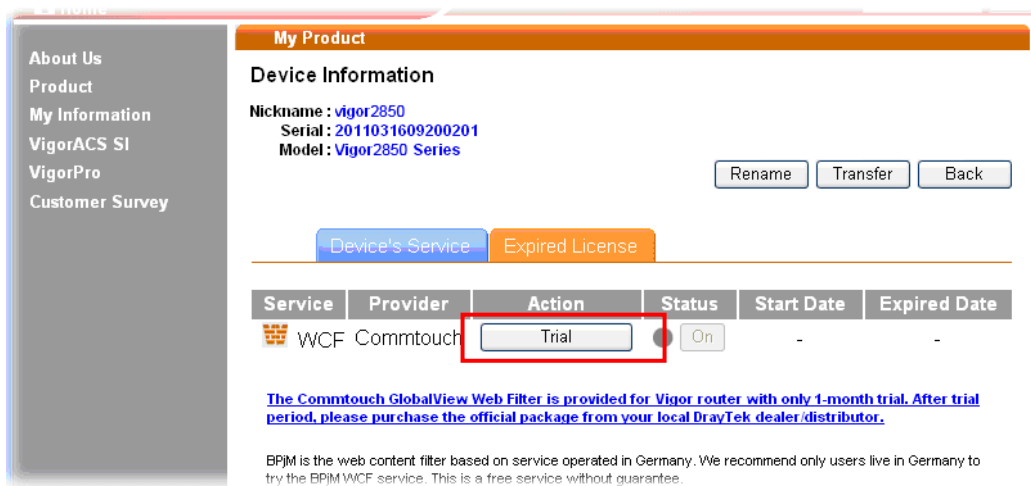 Home
My Product
About Us
Product
My Information
VigorACS SI
VigorPro
Customer Survey
Device Information
Nickname : vigor2850
Serial : 2011031609200201
Model : Vigor2850 Series
Rename Transfer Back
Device's Service Expired License
Service Provider Action Status Start Date Expired Date
WCF Commtouch Trial On - -
The Commtouch GlobalView Web Filter is provided for Vigor router with only 1-month trial. After trial
period, please purchase the official package from your local DrayTek dealer/distributor.
BPjM is the web content filter based on service operated in Germany. We recommend only users live in Germany to
try the BPjM WCF service. This is a free service without guarantee.